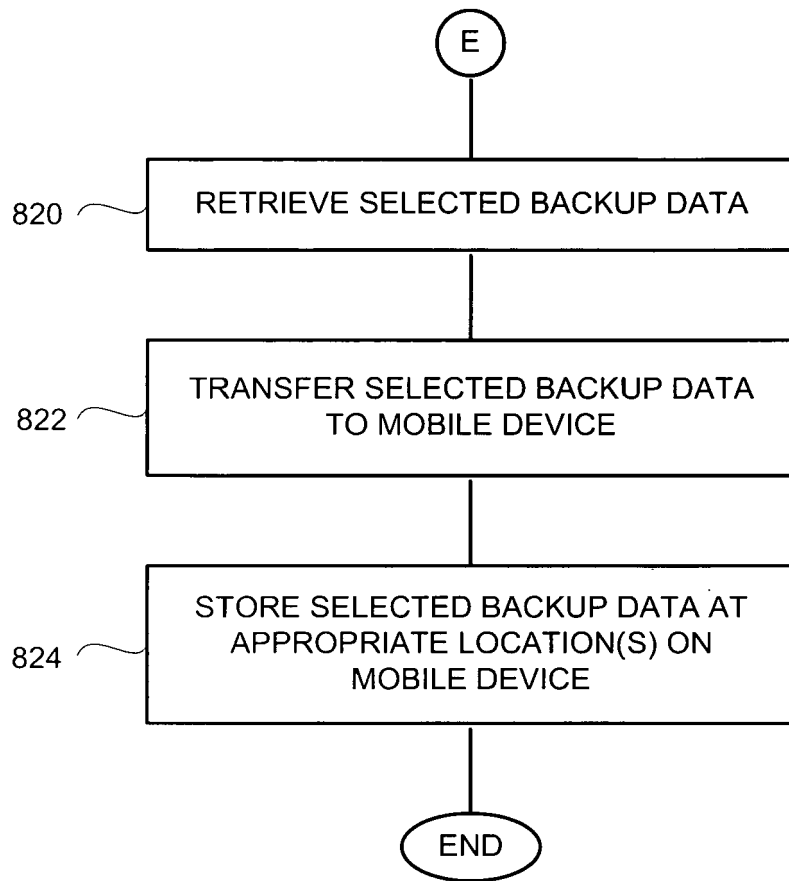 E
820
RETRIEVE SELECTED BACKUP DATA
822
TRANSFER SELECTED BACKUP DATA
TO MOBILE DEVICE
824
STORE SELECTED BACKUP DATA AT
APPROPRIATE LOCATION(S) ON
MOBILE DEVICE
END